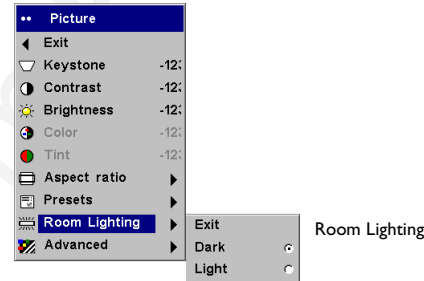 Picture
Exit
Keystone
Contrast
Brightness
Color
Tint
Aspect ratio
Presets
Room Lighting
Advanced
Exit
Dark
Light
Room Lighting